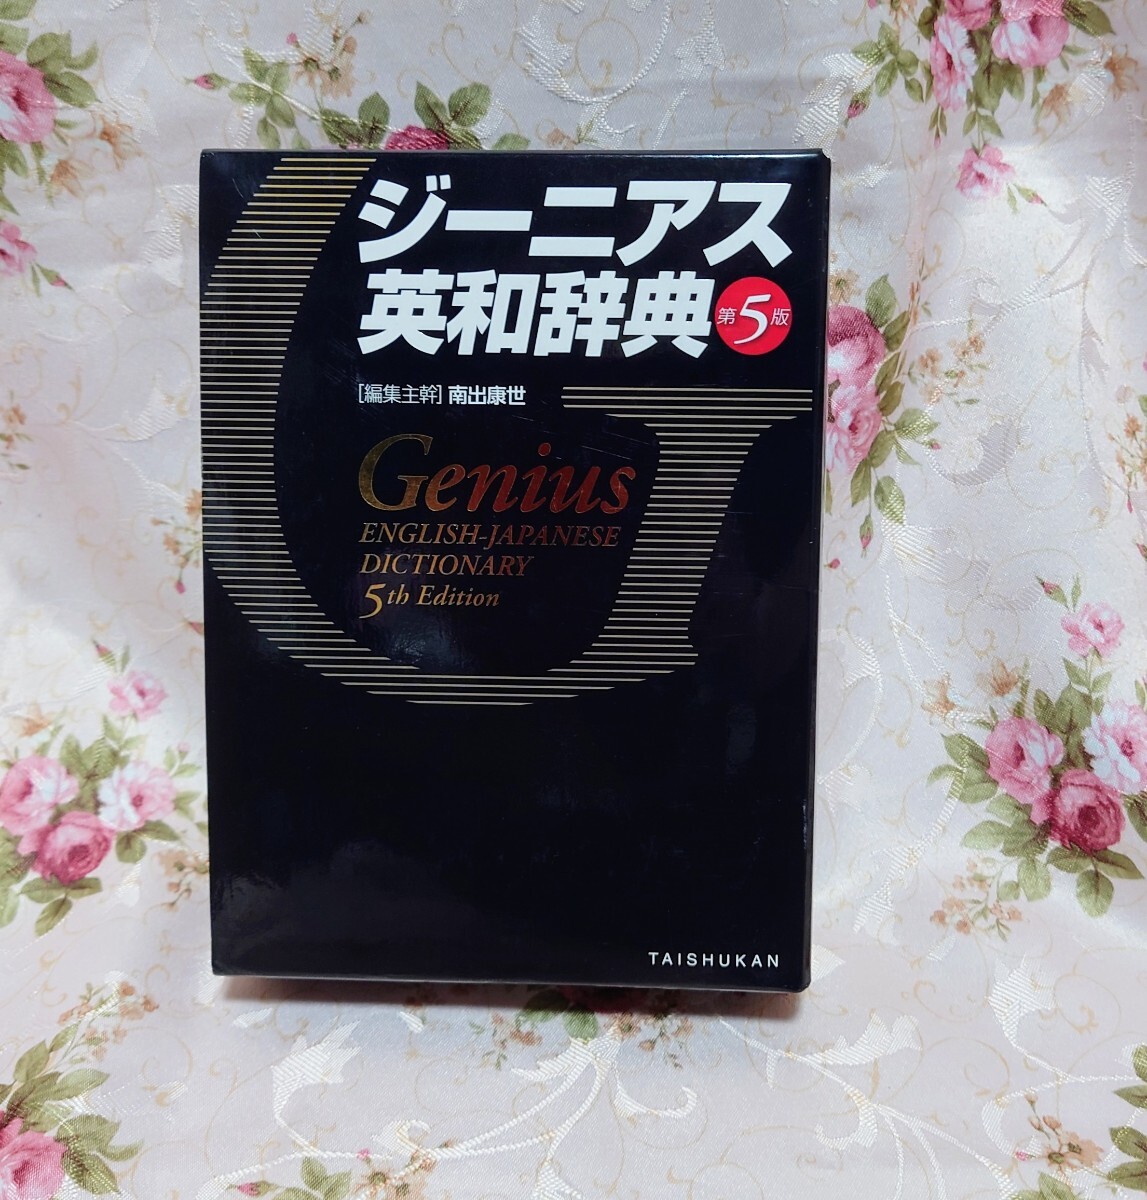 ジーニアス
英和辞典 第5版
[編集主幹] 南出康世
Genius
ENGLISH-JAPANESE
DICTIONARY
5th Edition
TAISHUKAN